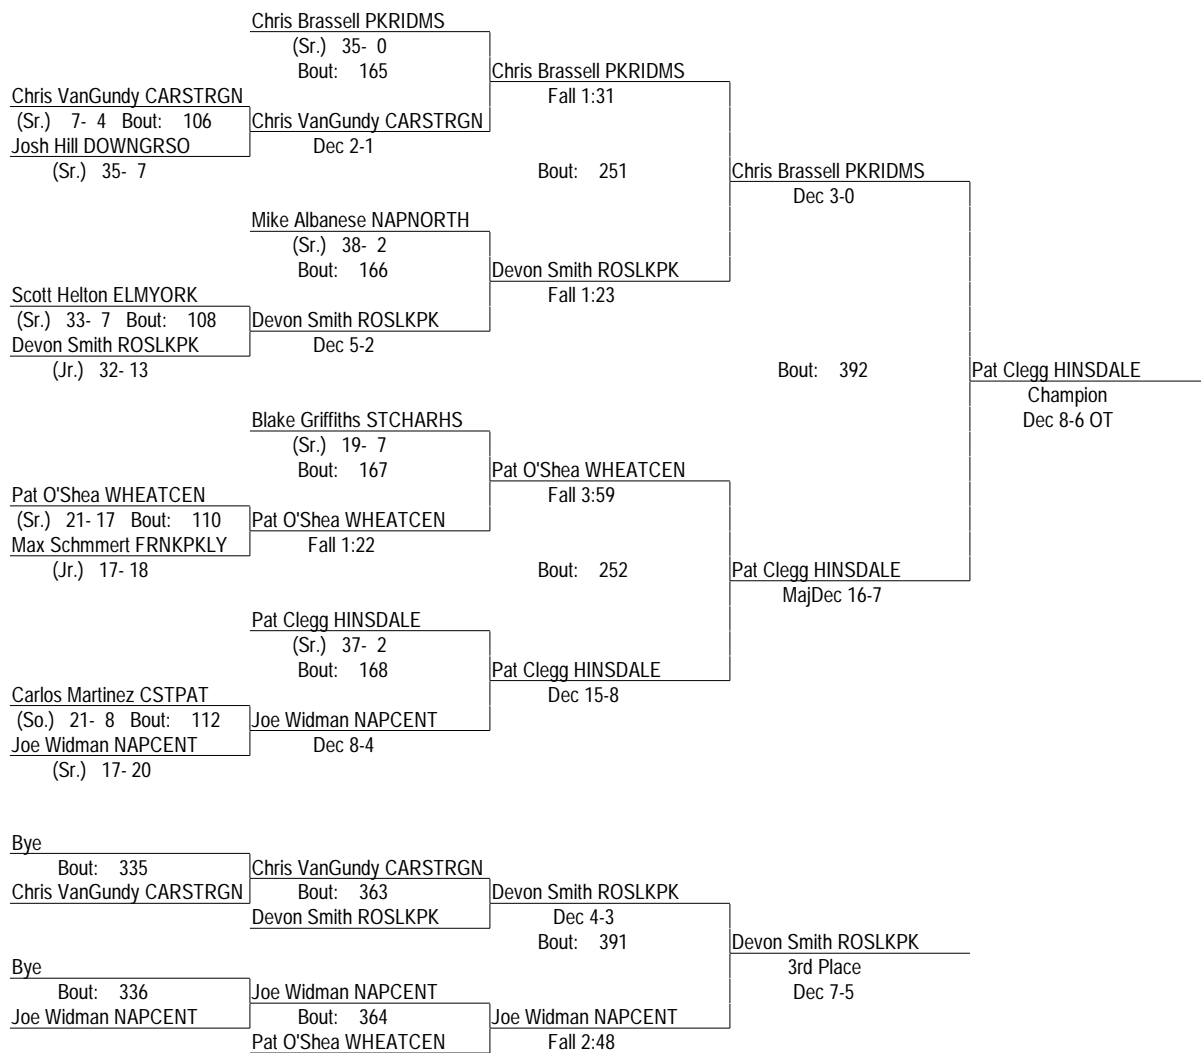 Chris Brassell PKRIDMS
(Sr.) 35- 0
Bout: 165
Chris Brassell PKRIDMS
Fall 1:31
Chris VanGundy CARSTRGN
(Sr.) 7- 4 Bout: 106
Chris VanGundy CARSTRGN
Josh Hill DOWNGRSO
Dec 2-1
(Sr.) 35- 7
Bout: 251
Chris Brassell PKRIDMS
Dec 3-0
Mike Albanese NAPNORTH
(Sr.) 38- 2
Bout: 166
Devon Smith ROSLKPK
Fall 1:23
Scott Helton ELMYORK
(Sr.) 33- 7 Bout: 108
Devon Smith ROSLKPK
Devon Smith ROSLKPK
Dec 5-2
(Jr.) 32- 13
Bout: 392
Pat Clegg HINSDALE
Champion
Dec 8-6 OT
Blake Griffiths STCHARHS
(Sr.) 19- 7
Bout: 167
Pat O'Shea WHEATCEN
Fall 3:59
Pat O'Shea WHEATCEN
(Sr.) 21- 17 Bout: 110
Pat O'Shea WHEATCEN
Max Schmmert FRNKPKLY
Fall 1:22
(Jr.) 17- 18
Bout: 252
Pat Clegg HINSDALE
MajDec 16-7
Pat Clegg HINSDALE
(Sr.) 37- 2
Bout: 168
Pat Clegg HINSDALE
Dec 15-8
Carlos Martinez CSTPAT
(So.) 21- 8 Bout: 112
Joe Widman NAPCENT
Joe Widman NAPCENT
Dec 8-4
(Sr.) 17- 20
Bye
Bout: 335
Chris VanGundy CARSTRGN
Chris VanGundy CARSTRGN
Bout: 363
Devon Smith ROSLKPK
Devon Smith ROSLKPK
Dec 4-3
Bout: 391
Devon Smith ROSLKPK
3rd Place
Dec 7-5
Bye
Bout: 336
Joe Widman NAPCENT
Joe Widman NAPCENT
Bout: 364
Pat O'Shea WHEATCEN
Joe Widman NAPCENT
Fall 2:48